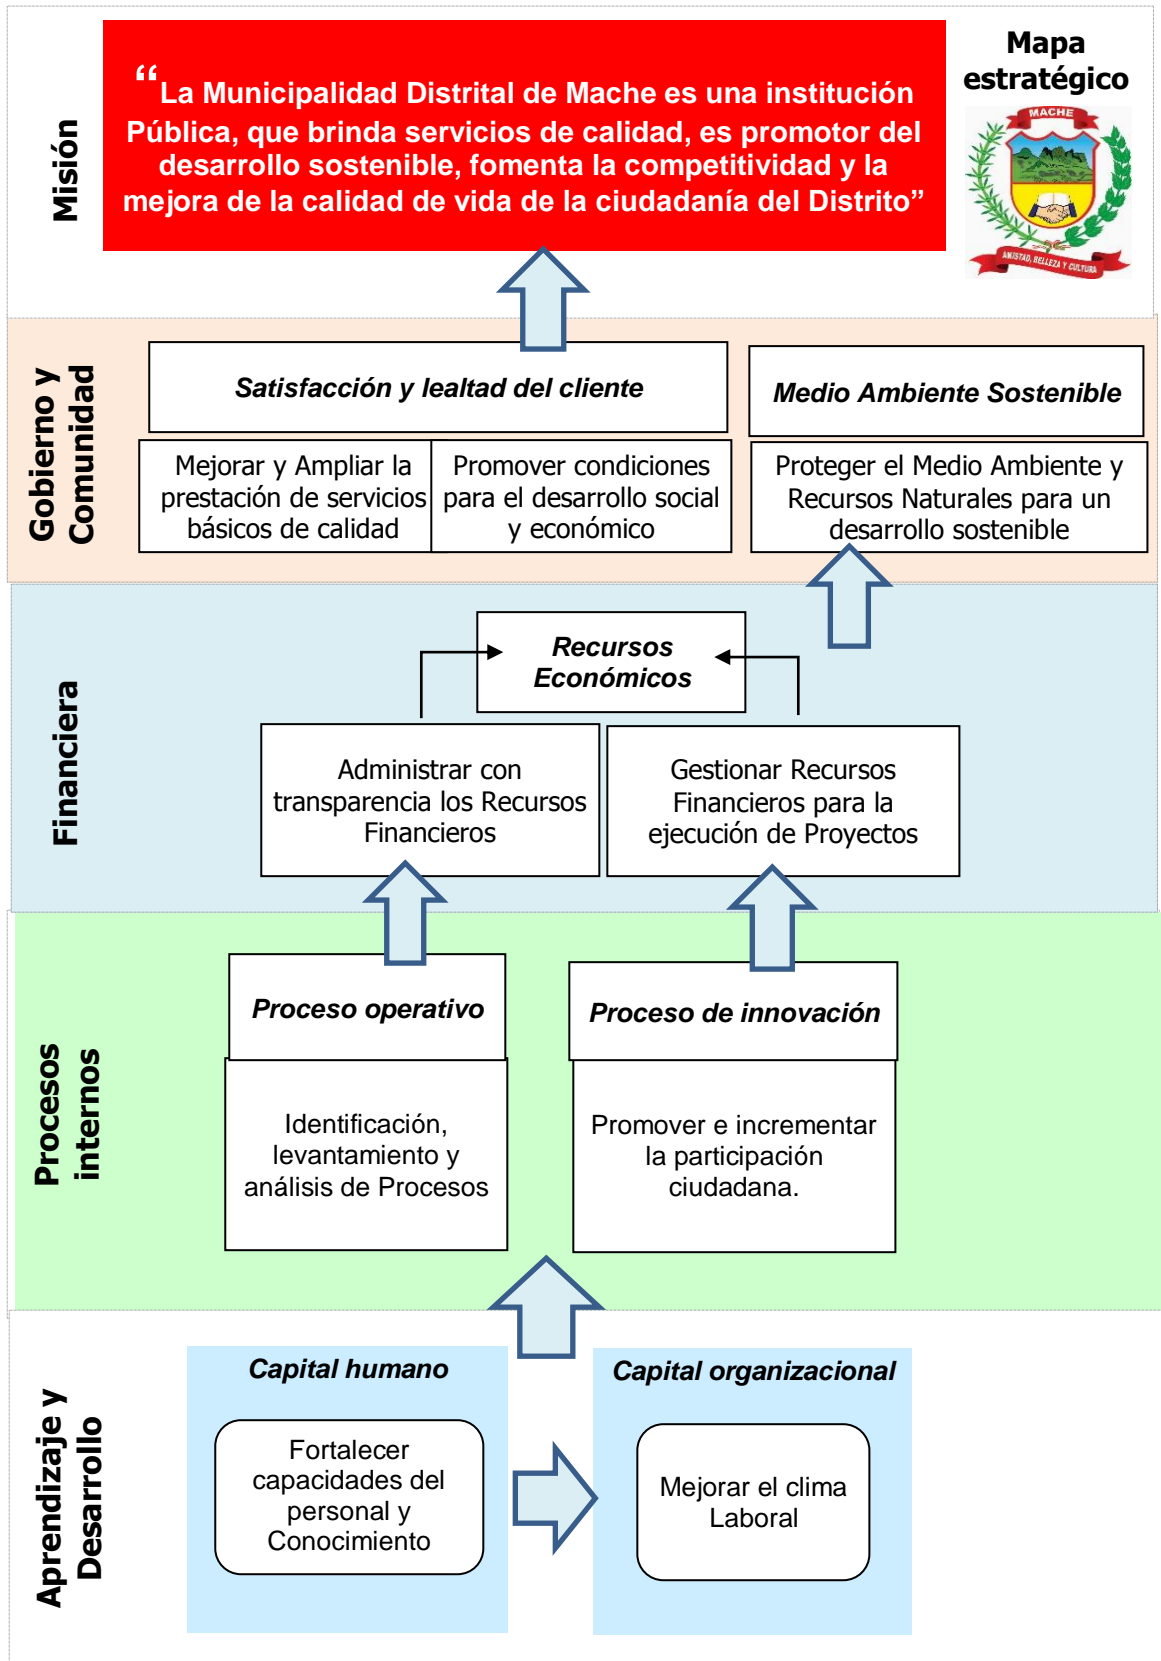 Misión
“La Municipalidad Distrital de Mache es una institución
Pública, que brinda servicios de calidad, es promotor del
desarrollo sostenible, fomenta la competitividad y la
mejora de la calidad de vida de la ciudadanía del Distrito”
Mapa
estratégico
MACHE
AMISTAD, BELLEZA Y CULTURA
Gobierno y
Comunidad
Satisfacción y lealtad del cliente
Medio Ambiente Sostenible
Mejorar y Ampliar la
prestación de servicios
básicos de calidad
Promover condiciones
para el desarrollo social
y económico
Proteger el Medio Ambiente y
Recursos Naturales para un
desarrollo sostenible
Financiera
Recursos
Económicos
Administrar con
transparencia los Recursos
Financieros
Gestionar Recursos
Financieros para la
ejecución de Proyectos
Procesos
internos
Proceso operativo
Proceso de innovación
Identificación,
levantamiento y
análisis de Procesos
Promover e incrementar
la participación
ciudadana.
Aprendizaje y
Desarrollo
Capital humano
Capital organizacional
Fortalecer
capacidades del
personal y
Conocimiento
Mejorar el clima
Laboral